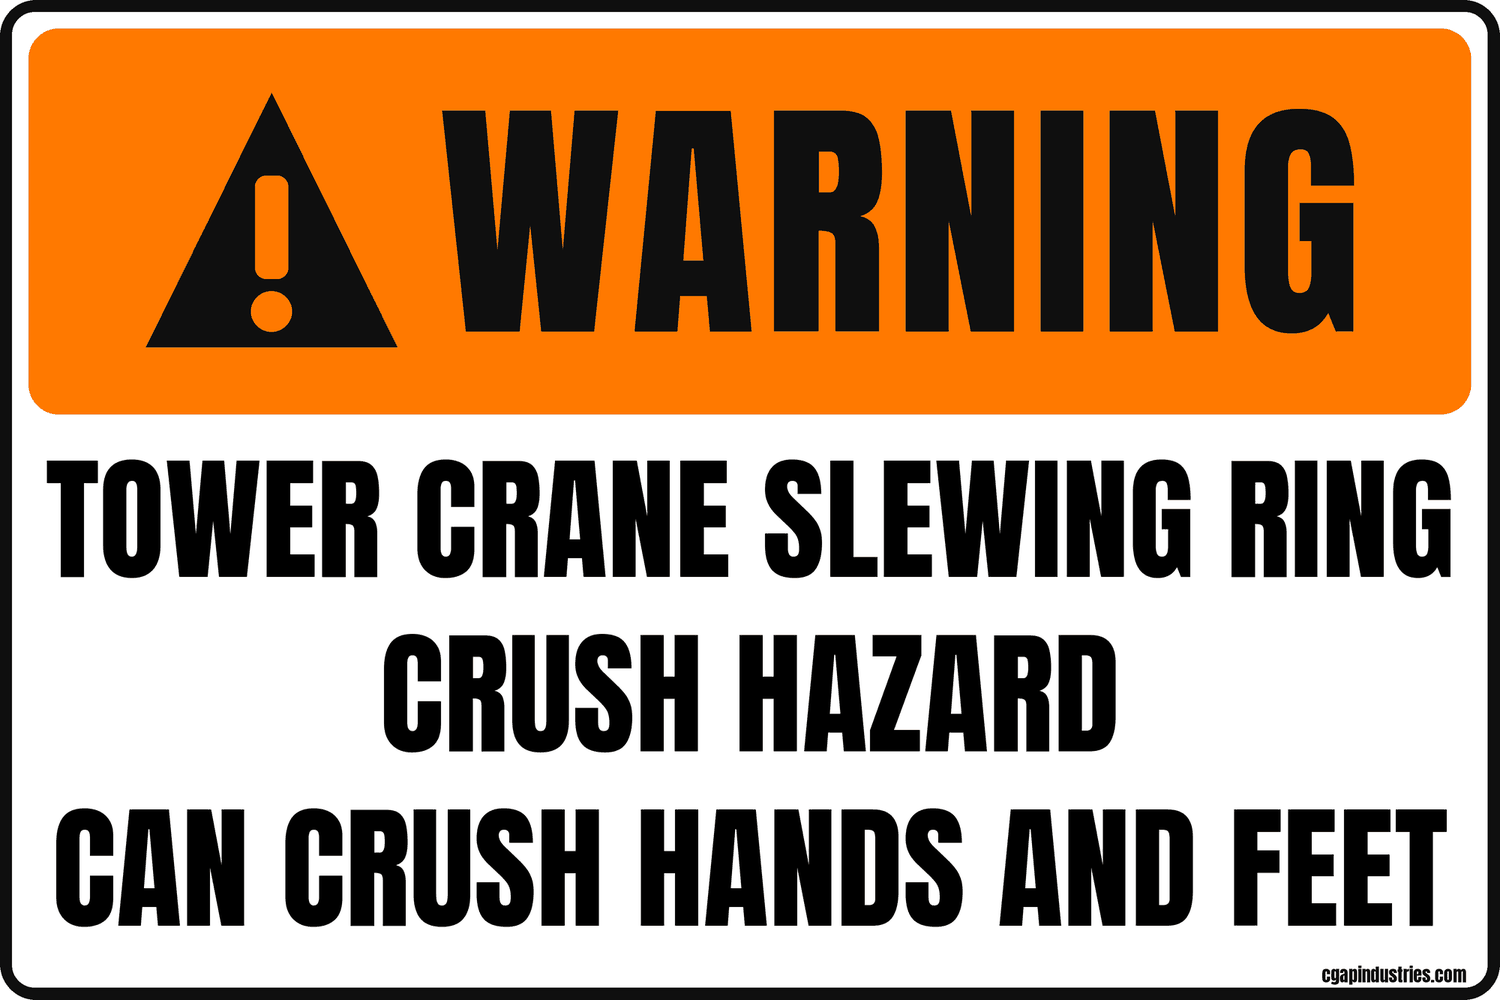 WARNING
TOWER CRANE SLEWING RING
CRUSH HAZARD
CAN CRUSH HANDS AND FEET
cgapindustries.com